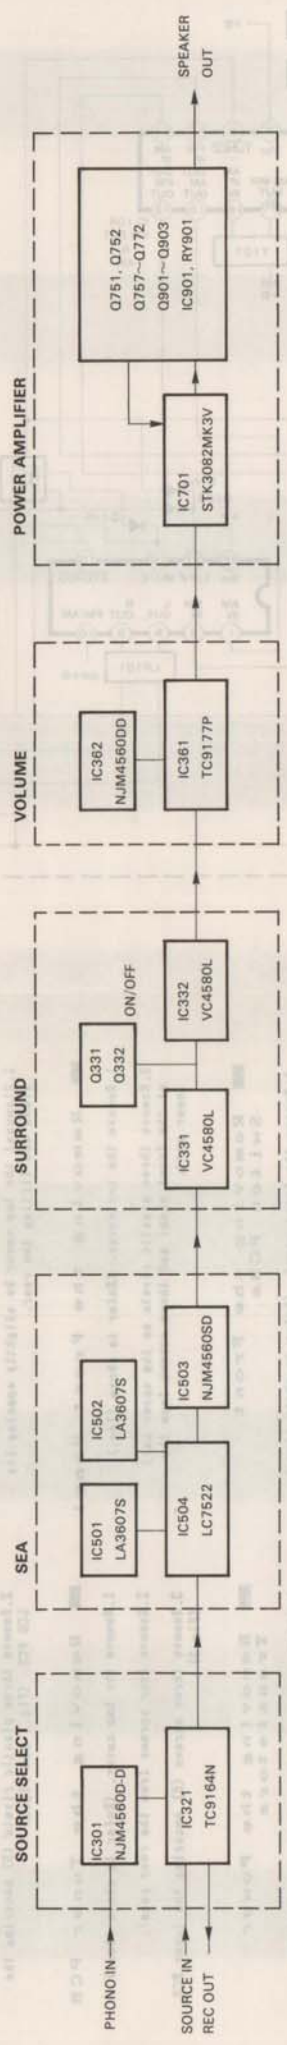 SOURCE SELECT
PHONO IN
IC301
NJM4560D-D
SOURCE IN
REC OUT
IC321
TC9164N
SEA
IC501
LA3607S
IC502
LA3607S
IC504
LC7522
IC503
NJM4560SD
SURROUND
Q331
Q332
ON/OFF
IC331
VC4580L
IC332
VC4580L
VOLUME
IC362
NJM4560DD
IC361
TC9177P
POWER AMPLIFIER
IC701
STK3082MK3V
Q751, Q752
Q757~Q772
Q901~Q903
IC901, RY901
SPEAKER
OUT